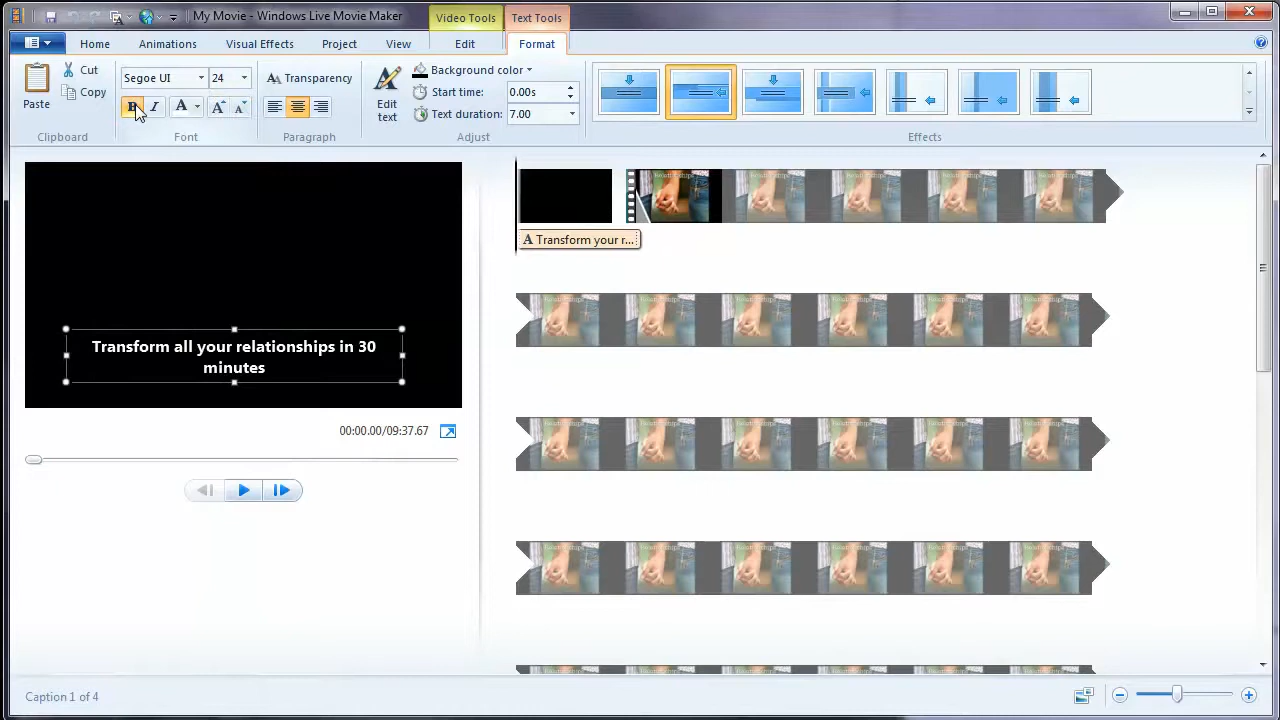 My Movie - Windows Live Movie Maker
Video Tools
Text Tools
Home
Animations
Visual Effects
Project
View
Edit
Format
Paste
Cut
Copy
Clipboard
Segoe UI
24
B I A A A
Font
Transparency
Paragraph
Edit text
Background color
Start time: 0.00s
Text duration: 7.00
Adjust
Effects
Transform all your relationships in 30
minutes
00:00.00/09:37.67
A Transform your r...
Caption 1 of 4